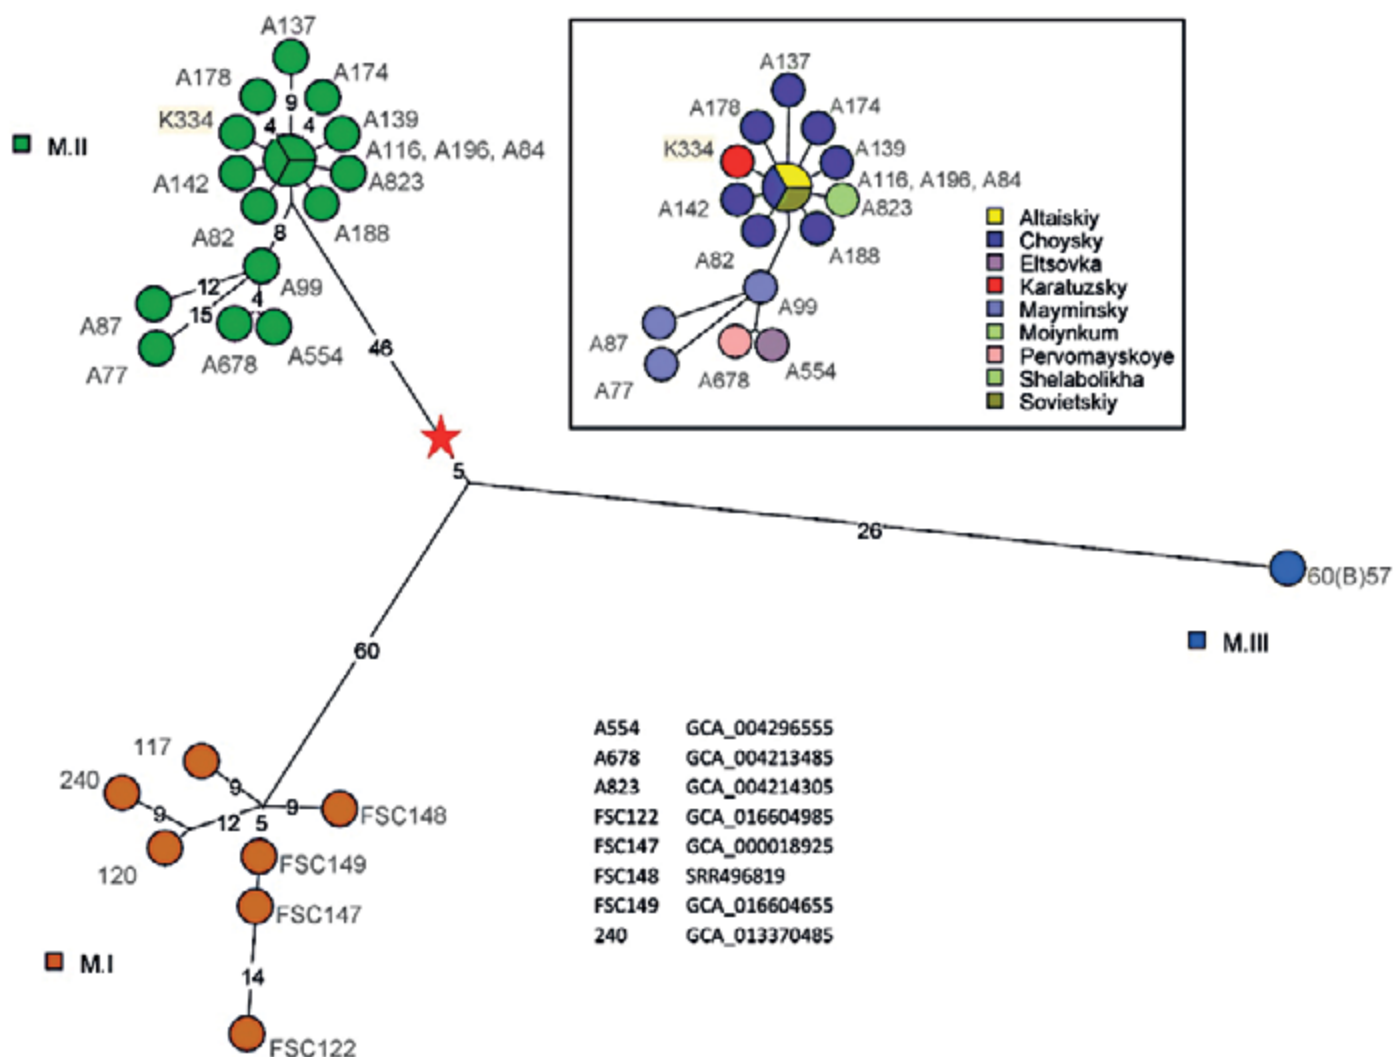 A137
A178
A174
9
K334
4
4
A139
A116, A196, A84
M.II
A142
A823
A82
8
A188
12
A99
4
15
A87
A678
A554
A77
46
A137
A178
A174
K334
A139
A116, A196, A84
A142
A823
A82
A188
A99
A87
A77
A678
A554
Altaiskiy
Choysky
Eltsovka
Karatuzsky
Mayminsky
Moiynkum
Pervomayskoye
Shelabolikha
Sovietskiy
5
26
60(B)57
M.III
60
117
240
9
9
9
FSC148
12
5
120
FSC149
FSC147
M.I
14
FSC122
A554 GCA_004296555
A678 GCA_004213485
A823 GCA_004214305
FSC122 GCA_016604985
FSC147 GCA_000018925
FSC148 SRR496819
FSC149 GCA_016604655
240 GCA_013370485